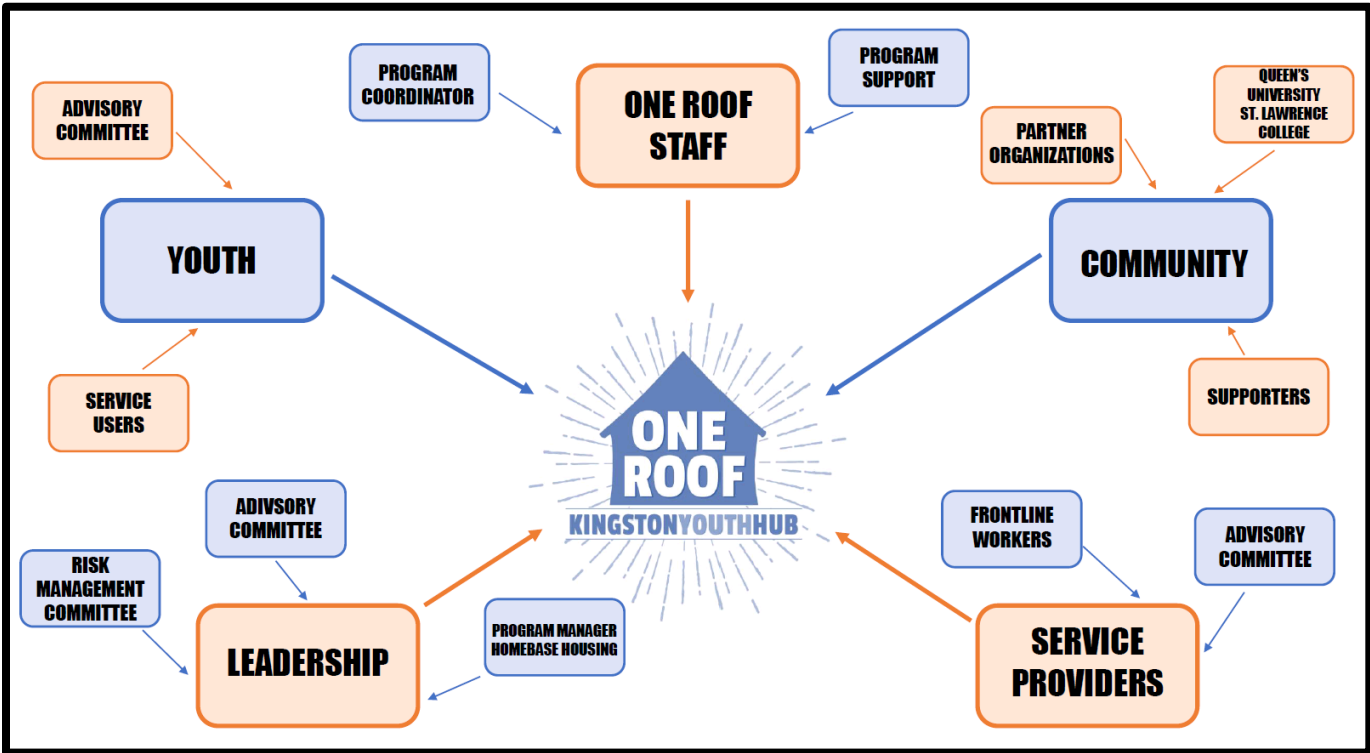 PROGRAM
COORDINATOR
ONE ROOF
STAFF
PROGRAM
SUPPORT
ADVISORY
COMMITTEE
YOUTH
SERVICE
USERS
PARTNER
ORGANIZATIONS
QUEEN'S
UNIVERSITY
ST. LAWRENCE
COLLEGE
COMMUNITY
SUPPORTERS
ONE
ROOF
KINGSTONYOUTHHUB
ADIVSORY
COMMITTEE
RISK
MANAGEMENT
COMMITTEE
LEADERSHIP
PROGRAM MANAGER
HOMEBASE HOUSING
FRONTLINE
WORKERS
ADVISORY
COMMITTEE
SERVICE
PROVIDERS